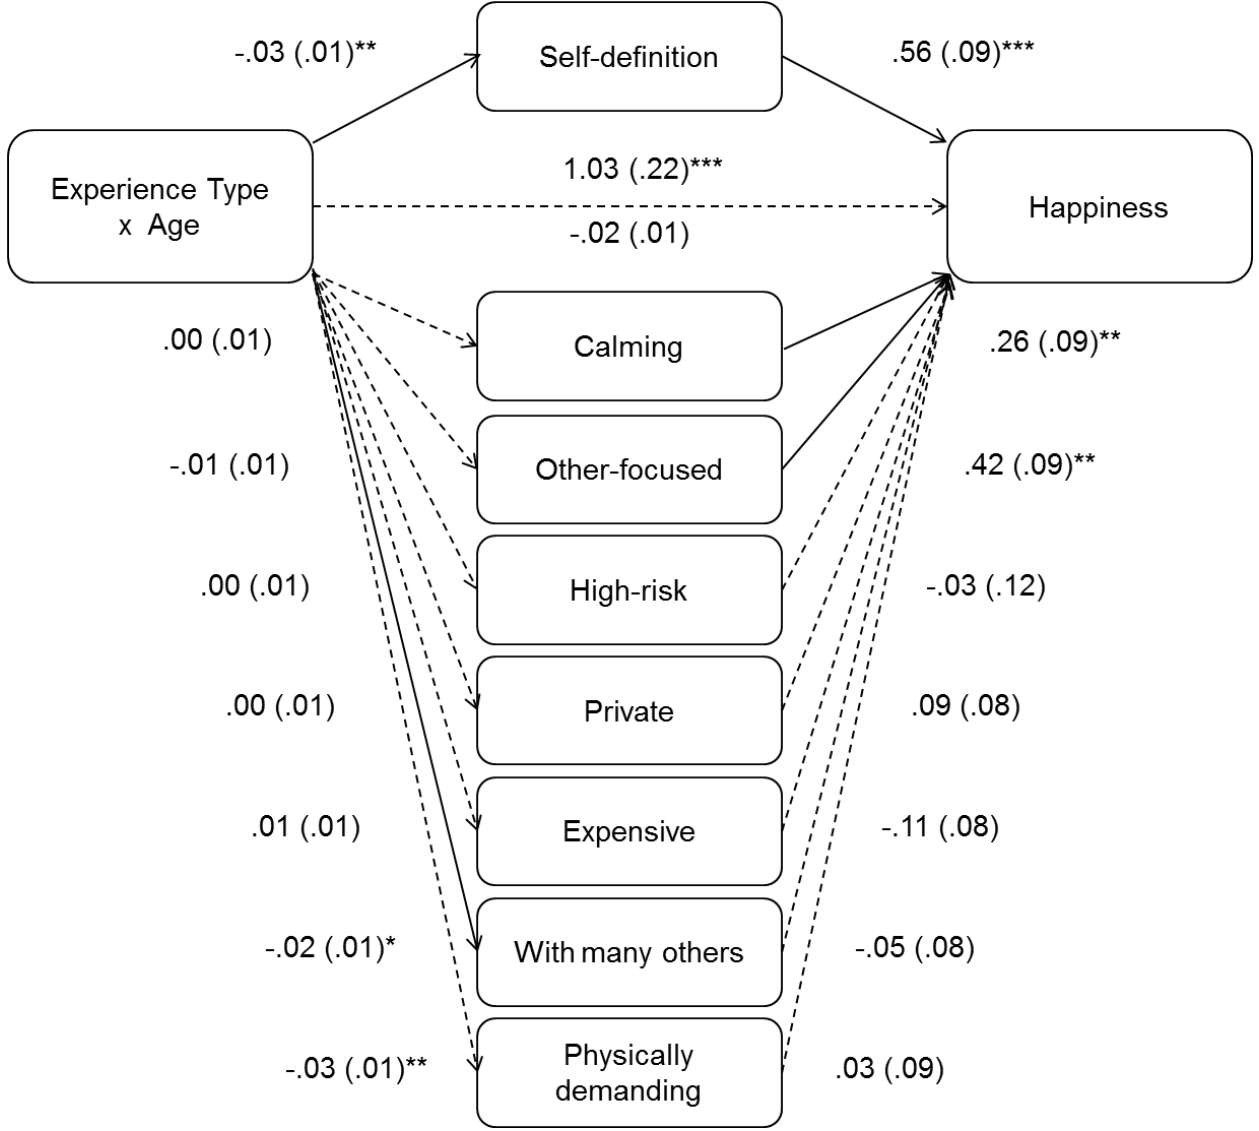 -.03 (.01)**
Self-definition
.56 (.09)***
Experience Type
x Age
1.03 (.22)***
-.02 (.01)
Happiness
.00 (.01)
Calming
.26 (.09)**
-.01 (.01)
Other-focused
.42 (.09)**
.00 (.01)
High-risk
-.03 (.12)
.00 (.01)
Private
.09 (.08)
.01 (.01)
Expensive
-.11 (.08)
-.02 (.01)*
With many others
-.05 (.08)
-.03 (.01)**
Physically
demanding
.03 (.09)